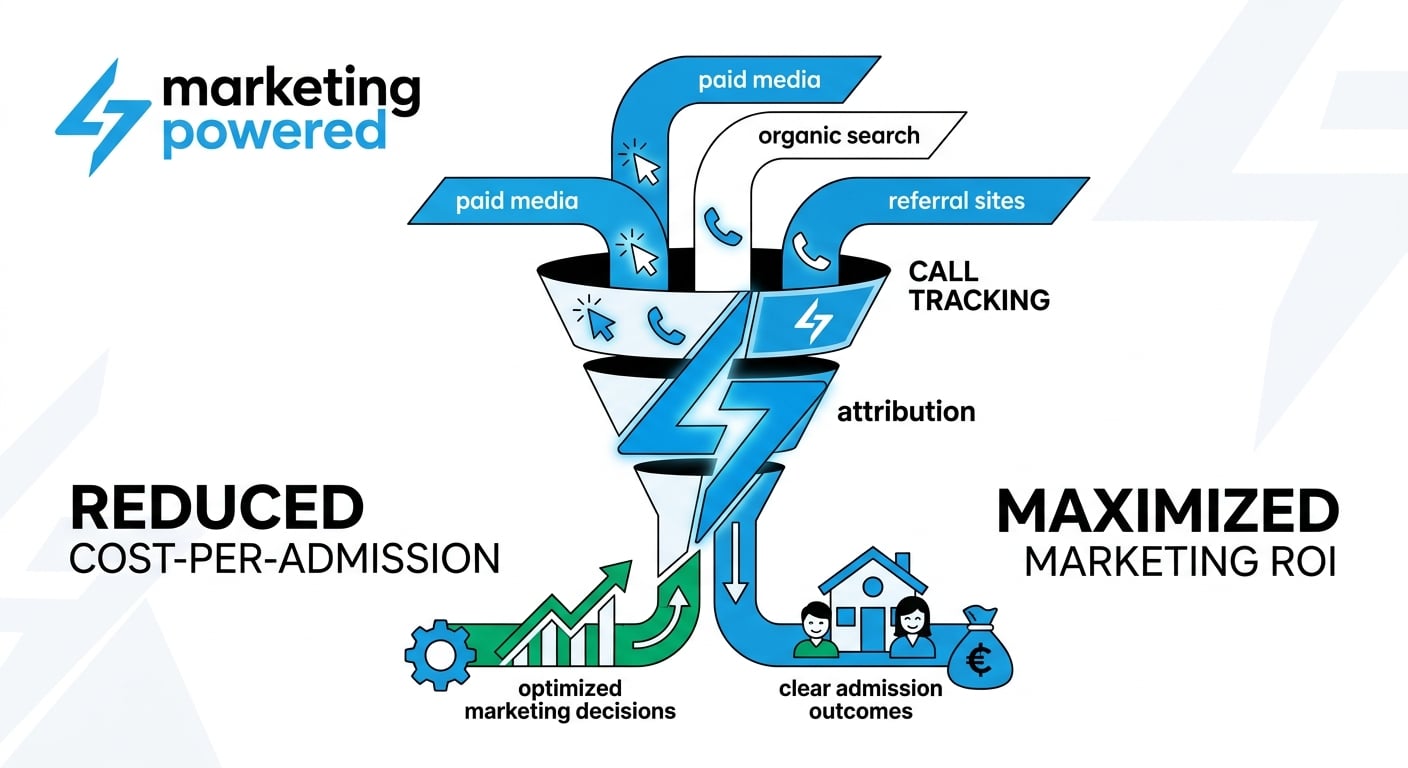 marketing
powered
paid media
organic search
paid media
referral sites
CALL
TRACKING
attribution
REDUCED
COST-PER-ADMISSION
MAXIMIZED
MARKETING ROI
€
optimized
marketing decisions
clear admission
outcomes